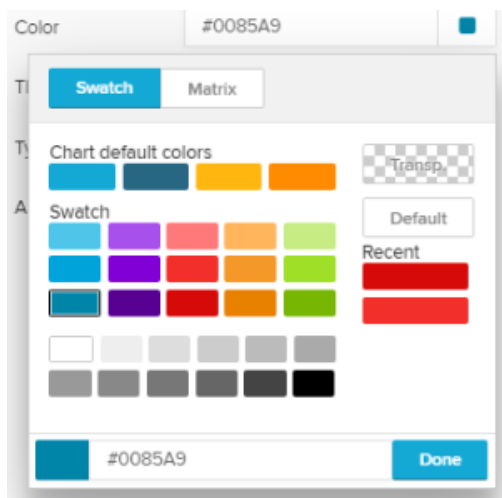 Color #0085A9
Swatch Matrix
Chart default colors
Transp.
Swatch
Default
Recent
#0085A9 Done